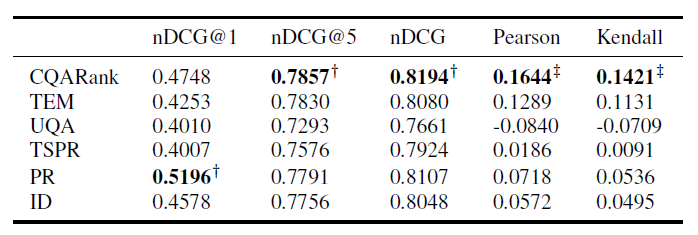 nDCG@1 nDCG@5 nDCG Pearson Kendall
CQARank 0.4748 0.7857† 0.8194† 0.1644‡ 0.1421‡
TEM 0.4253 0.7830 0.8080 0.1289 0.1131
UQA 0.4010 0.7293 0.7661 -0.0840 -0.0709
TSPR 0.4007 0.7576 0.7924 0.0186 0.0091
PR 0.5196† 0.7791 0.8107 0.0718 0.0536
ID 0.4578 0.7756 0.8048 0.0572 0.0495